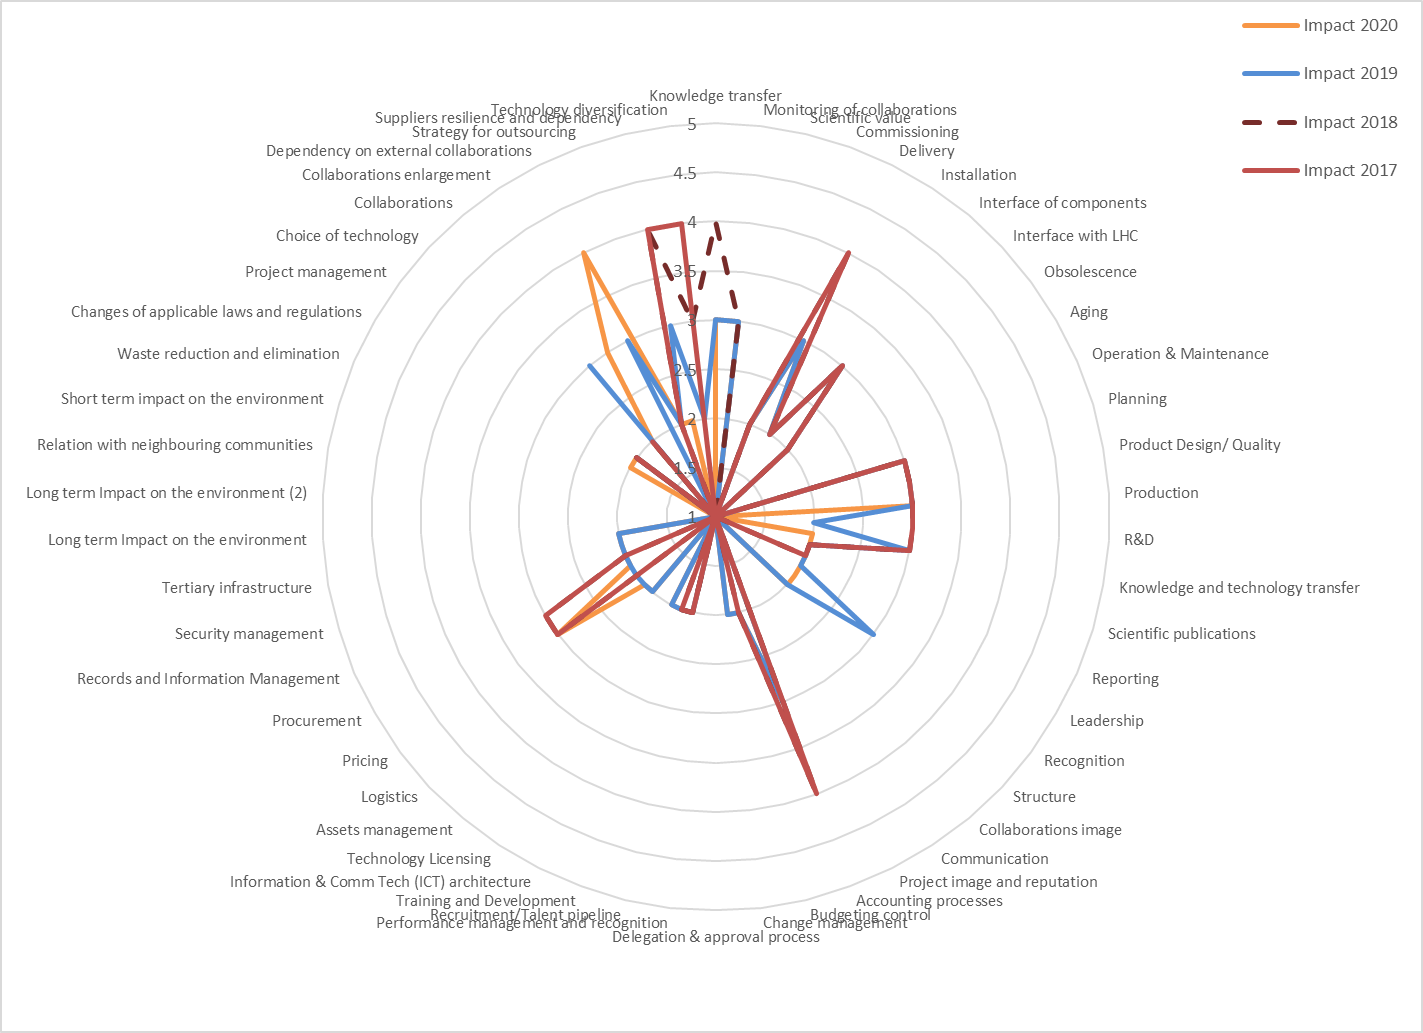 Impact 2020
Impact 2019
Impact 2018
Impact 2017
Knowledge transfer
Monitoring of collaborations
Scientific value
Commissioning
Delivery
Installation
Interface of components
Interface with LHC
Obsolescence
Aging
Operation & Maintenance
Planning
Product Design/ Quality
Production
R&D
Knowledge and technology transfer
Scientific publications
Reporting
Leadership
Recognition
Structure
Collaborations image
Communication
Project image and reputation
Accounting processes
Budgeting control
Change management
Delegation & approval process
Performance management and recognition
Recruitment/Talent pipeline
Training and Development
Information & Comm Tech (ICT) architecture
Technology Licensing
Assets management
Logistics
Pricing
Procurement
Records and Information Management
Security management
Tertiary infrastructure
Long term Impact on the environment
Long term Impact on the environment (2)
Relation with neighbouring communities
Short term impact on the environment
Waste reduction and elimination
Changes of applicable laws and regulations
Project management
Choice of technology
Collaborations
Collaborations enlargement
Dependency on external collaborations
Strategy for outsourcing
Suppliers resilience and dependency
Technology diversification
5
4.5
4
3.5
3
2.5
2
1.5
1